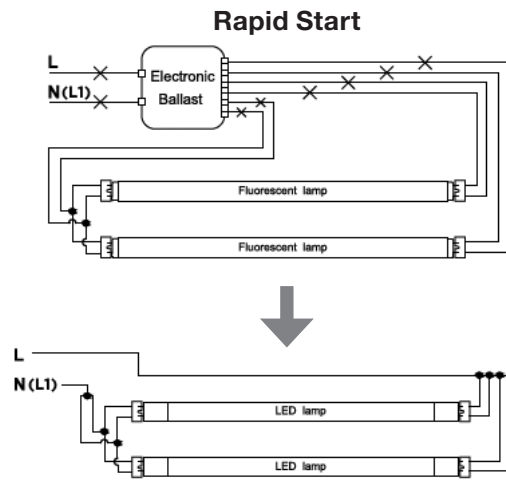 Rapid Start
L
N(L1)
Electronic
Ballast
Fluorescent lamp
Fluorescent lamp
L
N(L1)
LED lamp
LED lamp